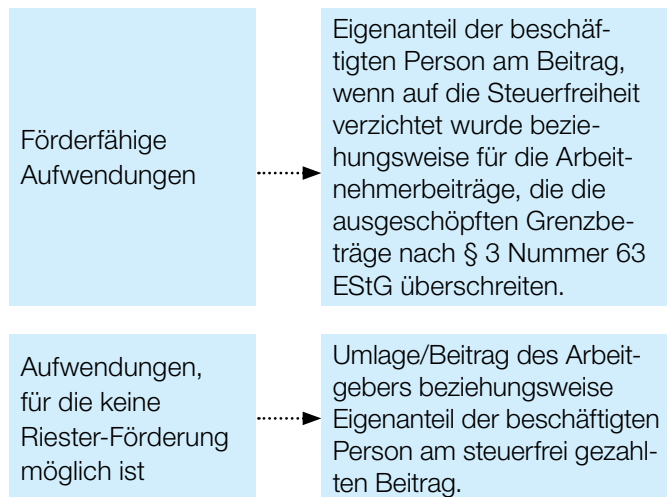 Förderfähige
Aufwendungen
Eigenanteil der beschäf-
tigten Person am Beitrag,
wenn auf die Steuerfreiheit
verzichtet wurde bezie-
hungsweise für die Arbeit-
nehmerbeiträge, die die
ausgeschöpften Grenzbe-
träge nach § 3 Nummer 63
EStG überschreiten.
Aufwendungen,
für die keine
Riester-Förderung
möglich ist
Umlage/Beitrag des Arbeit-
gebers beziehungsweise
Eigenanteil der beschäftigten
Person am steuerfrei gezahl-
ten Beitrag.